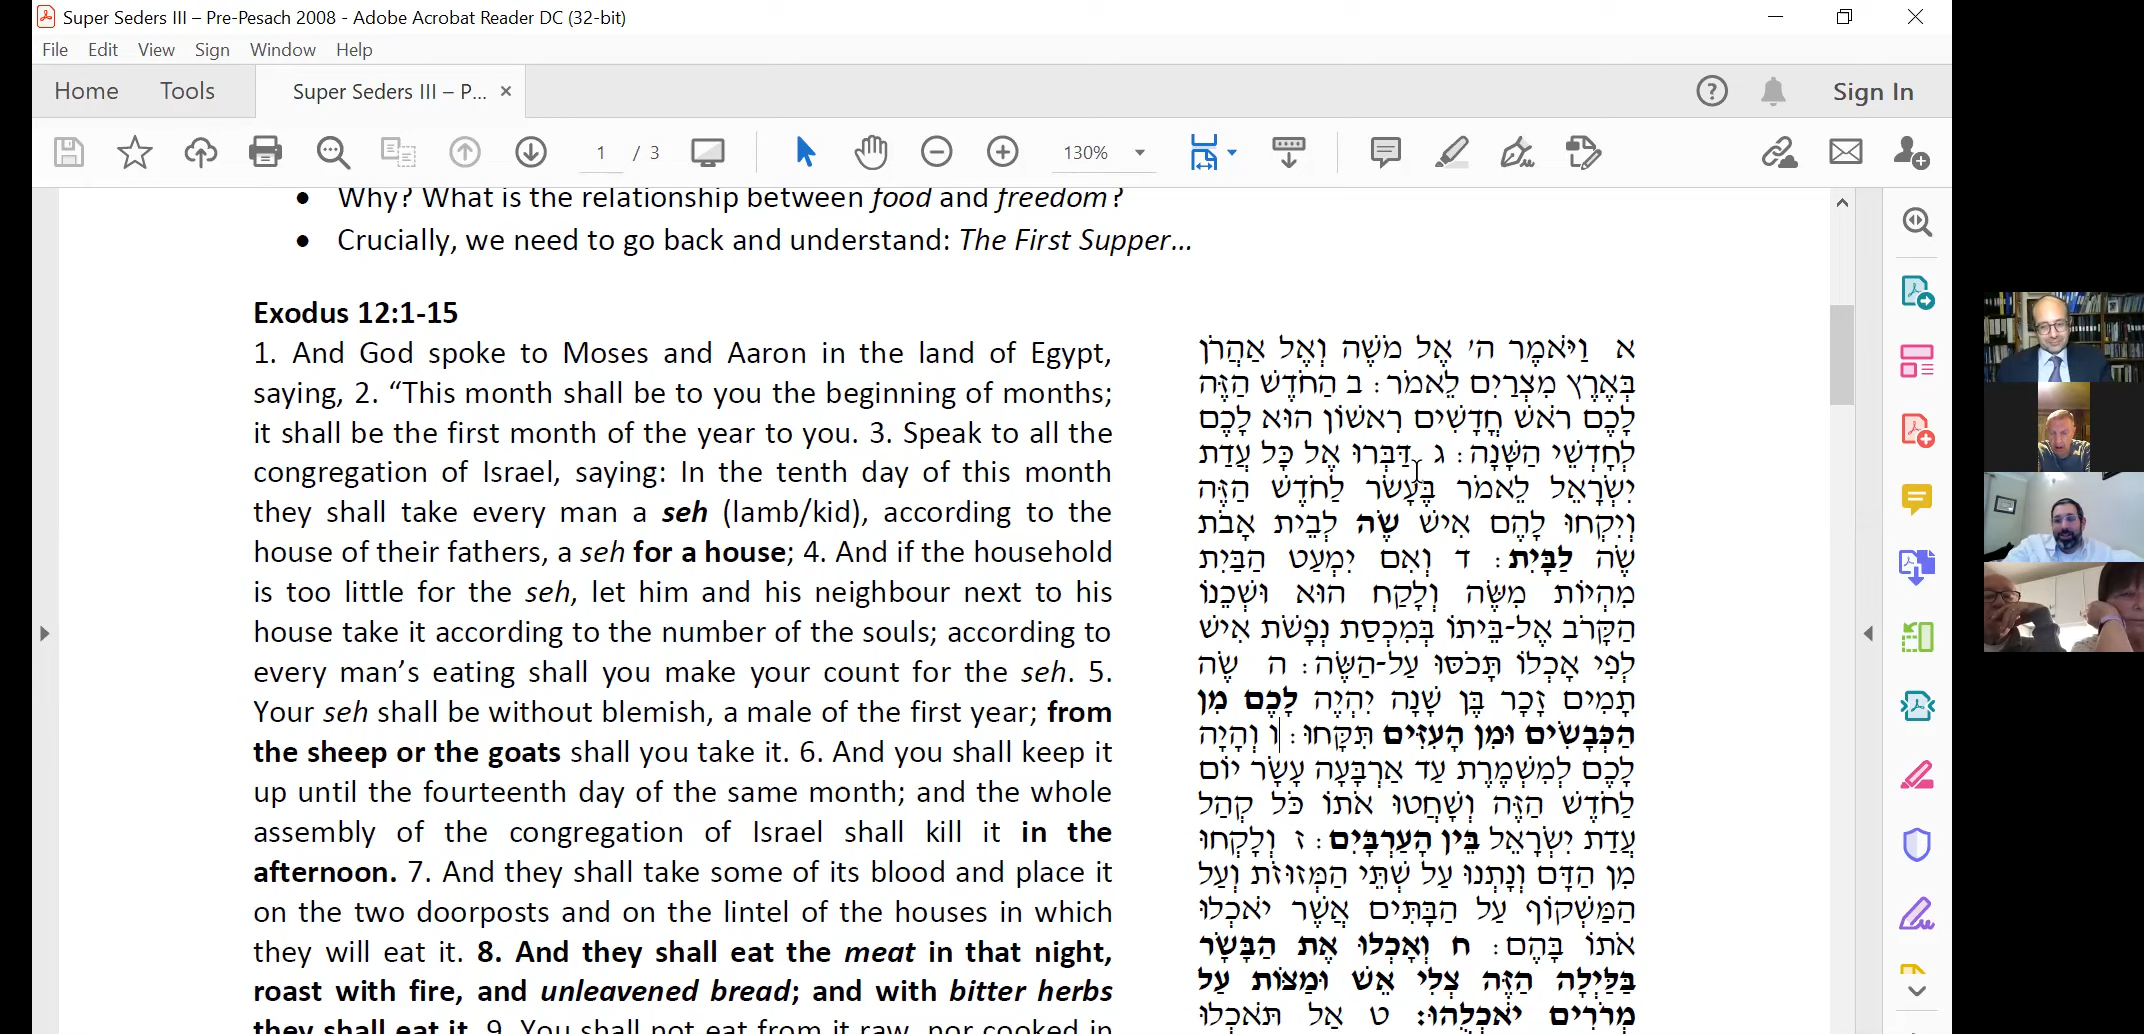 Super Seders III – Pre-Pesach 2008 - Adobe Acrobat Reader DC (32-bit)
File Edit View Sign Window Help
Home Tools Super Seders III – P... × Sign In
1 / 3 130%
• Why? What is the relationship between food and freedom?
• Crucially, we need to go back and understand: The First Supper...
Exodus 12:1-15
1. And God spoke to Moses and Aaron in the land of Egypt,
saying, 2. “This month shall be to you the beginning of months;
it shall be the first month of the year to you. 3. Speak to all the
congregation of Israel, saying: In the tenth day of this month
they shall take every man a seh (lamb/kid), according to the
house of their fathers, a seh for a house; 4. And if the household
is too little for the seh, let him and his neighbour next to his
house take it according to the number of the souls; according to
every man’s eating shall you make your count for the seh. 5.
Your seh shall be without blemish, a male of the first year; from
the sheep or the goats shall you take it. 6. And you shall keep it
up until the fourteenth day of the same month; and the whole
assembly of the congregation of Israel shall kill it in the
afternoon. 7. And they shall take some of its blood and place it
on the two doorposts and on the lintel of the houses in which
they will eat it. 8. And they shall eat the meat in that night,
roast with fire, and unleavened bread; and with bitter herbs
they shall eat it. 9. You shall not eat from it raw, nor cooked in
א וַיֹּאמֶר ה' אֶל מֹשֶׁה וְאֶל אַהֲרֹן
בְּאֶרֶץ מִצְרַיִם לֵאמֹר: ב הַחֹדֶשׁ הַזֶּה
לָכֶם רֹאשׁ חֳדָשִׁים רִאשׁוֹן הוּא לָכֶם
לְחָדְשֵׁי הַשָּׁנָה: ג דַּבְּרוּ אֶל כָּל עֲדַת
יִשְׂרָאֵל לֵאמֹר בֶּעָשֹׂר לַחֹדֶשׁ הַזֶּה
וְיִקְחוּ לָהֶם אִישׁ שֶׂה לְבֵית אָבֹת
שֶׂה לַבָּיִת: ד וְאִם יִמְעַט הַבַּיִת
מִהְיוֹת מִשֶּׂה וְלָקַח הוּא וּשְׁכֵנוֹ
הַקָּרֹב אֶל-בֵּיתוֹ בְּמִכְסַת נְפָשֹׁת אִישׁ
לְפִי אָכְלוֹ תָּכֹסּוּ עַל-הַשֶּׂה: ה שֶׂה
תָמִים זָכָר בֶּן שָׁנָה יִהְיֶה לָכֶם מִן
הַכְּבָשִׂים וּמִן הָעִזִּים תִּקָּחוּ: ו וְהָיָה
לָכֶם לְמִשְׁמֶרֶת עַד אַרְבָּעָה עָשָׂר יוֹם
לַחֹדֶשׁ הַזֶּה וְשָׁחֲטוּ אֹתוֹ כֹּל קְהַל
עֲדַת יִשְׂרָאֵל בֵּין הָעַרְבָּיִם: ז וְלָקְחוּ
מִן הַדָּם וְנָתְנוּ עַל שְׁתֵּי הַמְּזוּזֹת וְעַל
הַמַּשְׁקוֹף עַל הַבָּתִּים אֲשֶׁר יֹאכְלוּ
אֹתוֹ בָּהֶם: ח וְאָכְלוּ אֶת הַבָּשָׂר
בַּלַּיְלָה הַזֶּה צְלִי אֵשׁ וּמַצּוֹת עַל
מְרֹרִים יֹאכְלֻהוּ: ט אַל תֹּאכְלוּ